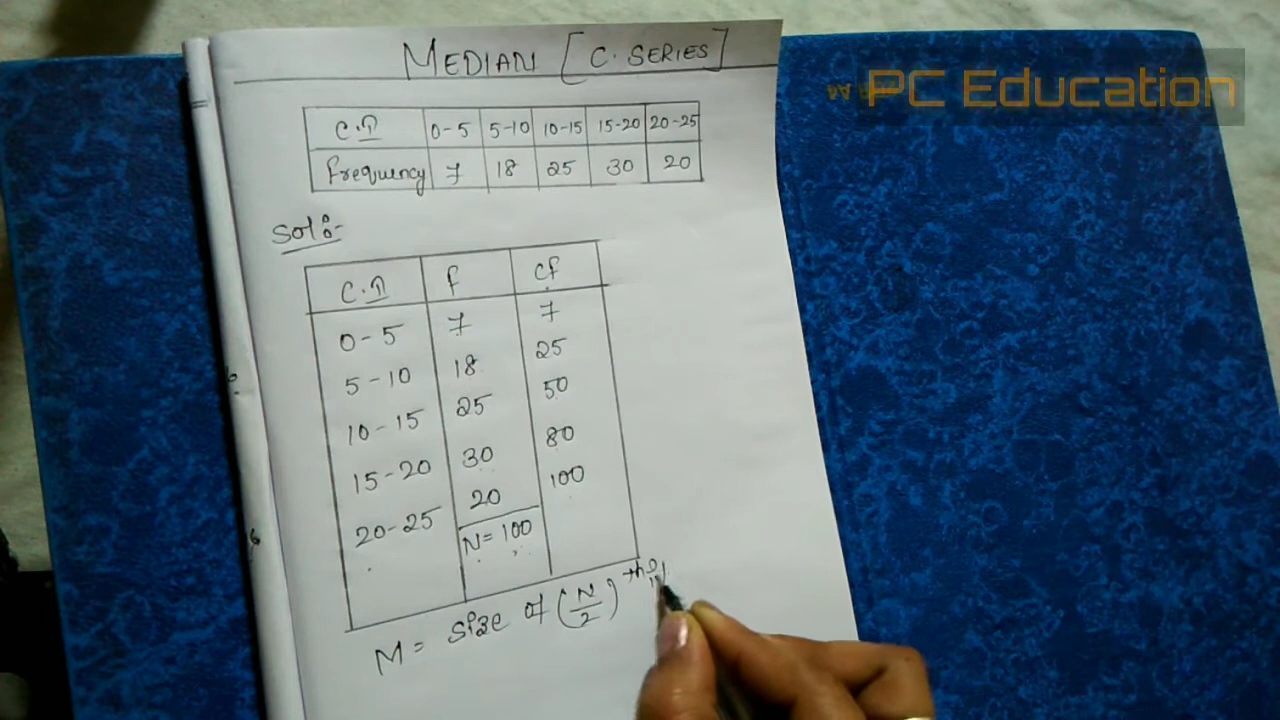 MEDIAN [C. SERIES]
PC Education
C.I 0-5 5-10 10-15 15-20 20-25
Frequency 7 18 25 30 20
Sol:-
C.I f Cf
0-5 7 7
5-10 18 25
10-15 25 50
15-20 30 80
20-25 20 100
N=100
M = Size of (N/2)th